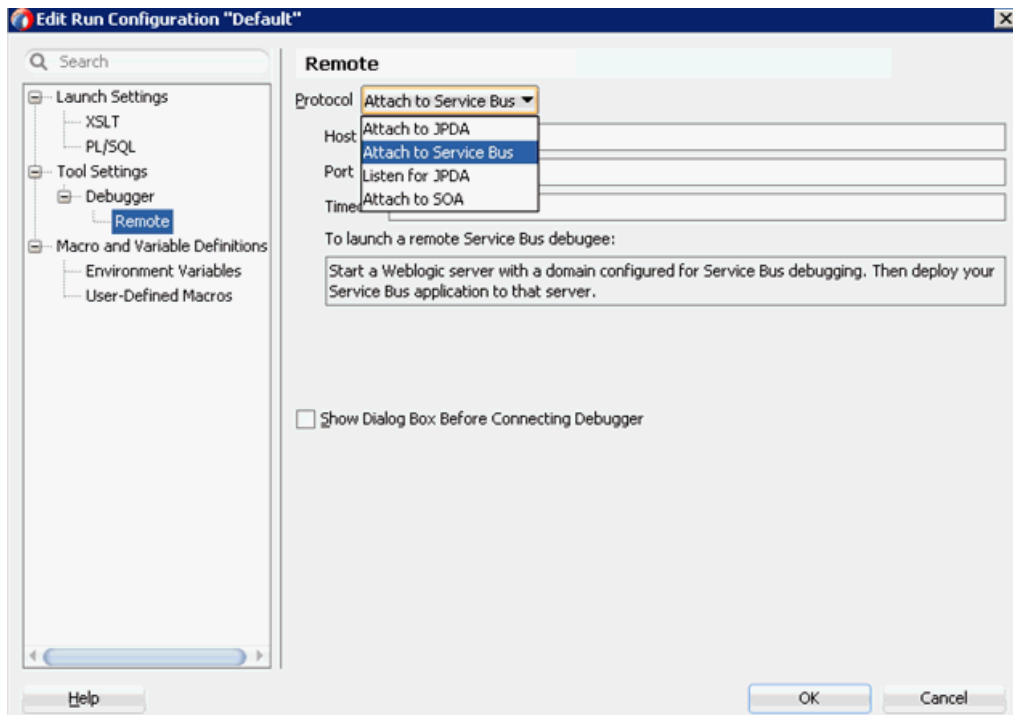 Edit Run Configuration "Default"
Search
Launch Settings
XSLT
PL/SQL
Tool Settings
Debugger
Remote
Macro and Variable Definitions
Environment Variables
User-Defined Macros
Remote
Protocol Attach to Service Bus
Attach to JPDA
Attach to Service Bus
Listen for JPDA
Attach to SOA
Host
Port
To launch a remote Service Bus debugee:
Start a Weblogic server with a domain configured for Service Bus debugging. Then deploy your
Service Bus application to that server.
Show Dialog Box Before Connecting Debugger
Help
OK
Cancel